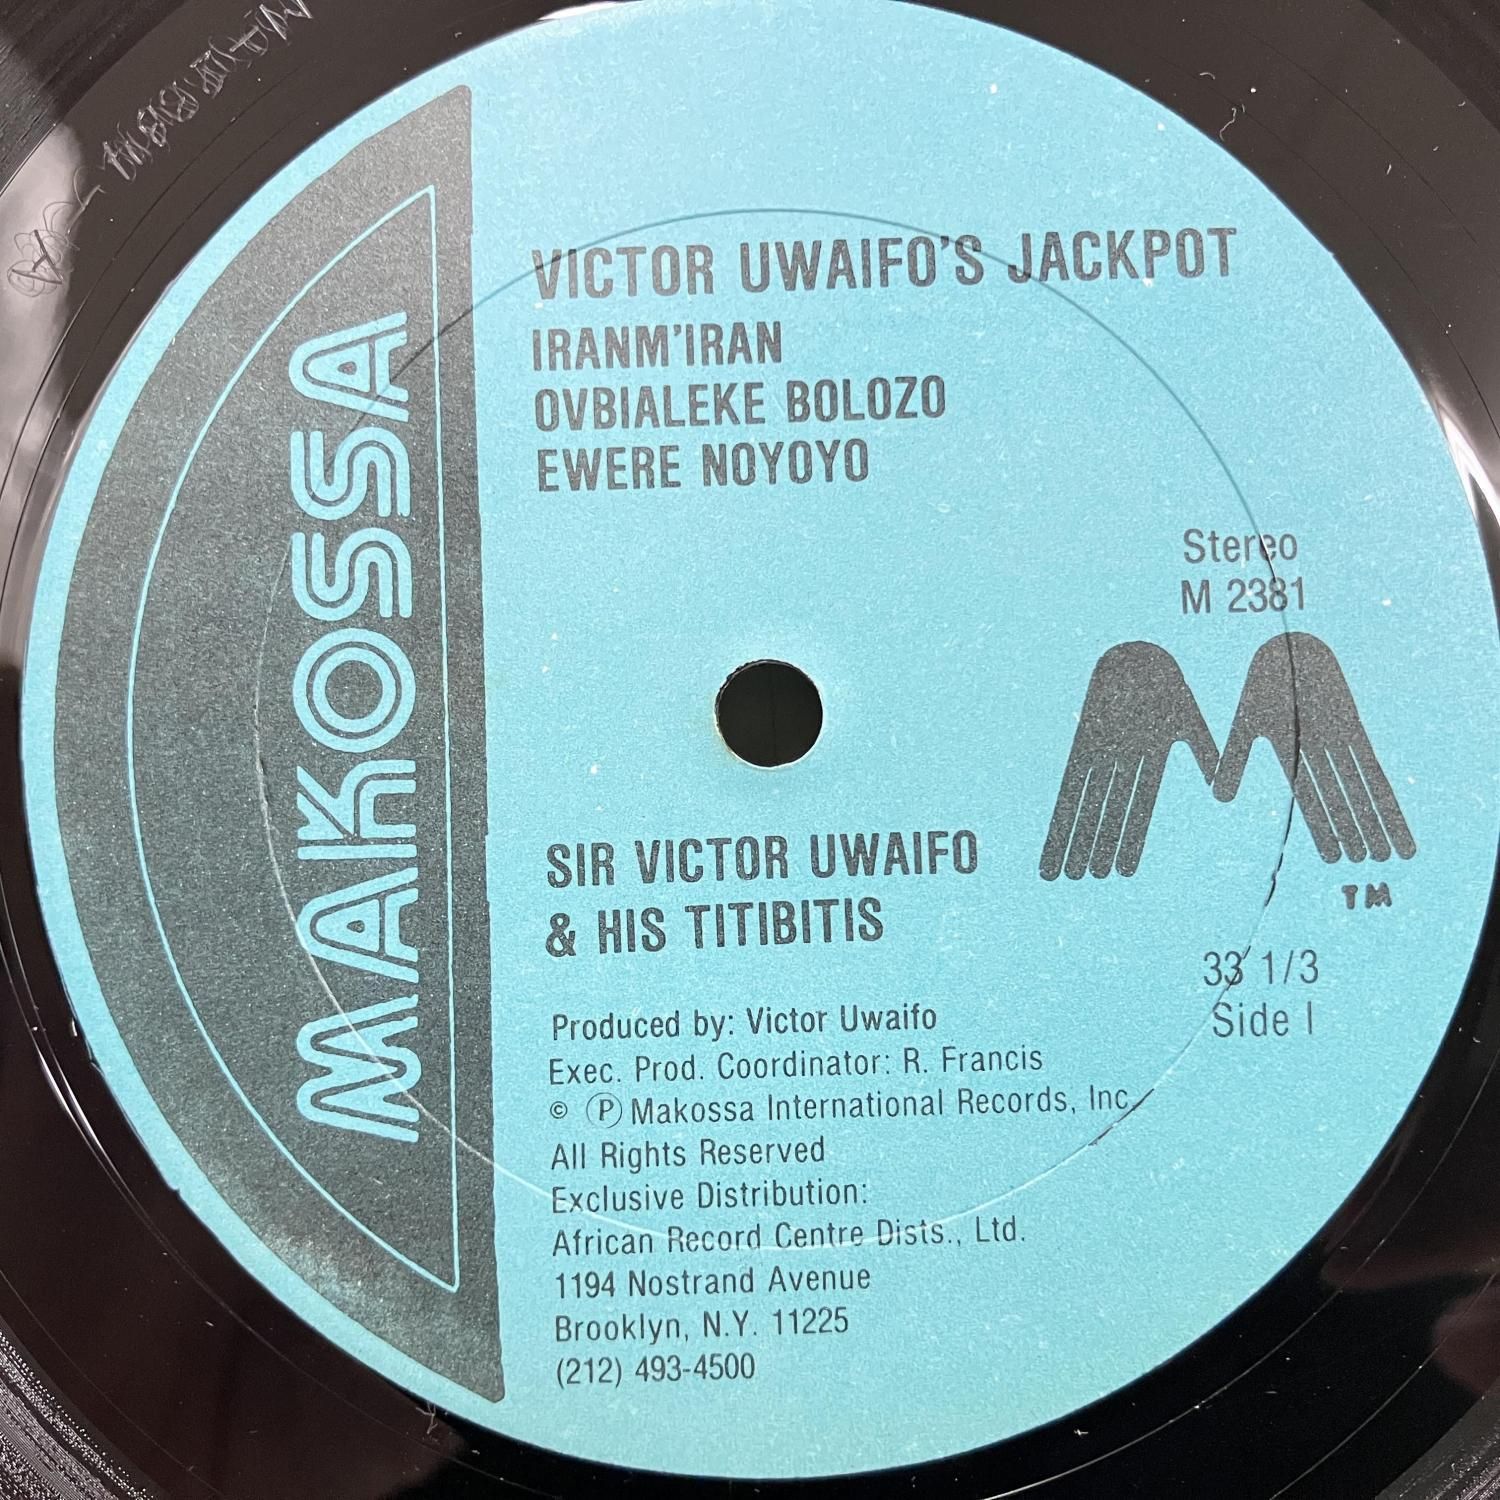 MAKOSSA
VICTOR UWAIFO'S JACKPOT
IRANM'IRAN
OVBIALEKE BOLOZO
EWERE NOYOYO
Stereo
M 2381
TM
SIR VICTOR UWAIFO
& HIS TITIBITIS
33 1/3
Side I
Produced by: Victor Uwaifo
Exec. Prod. Coordinator: R. Francis
© Ⓟ Makossa International Records, Inc.
All Rights Reserved
Exclusive Distribution:
African Record Centre Dists., Ltd.
1194 Nostrand Avenue
Brooklyn, N.Y. 11225
(212) 493-4500